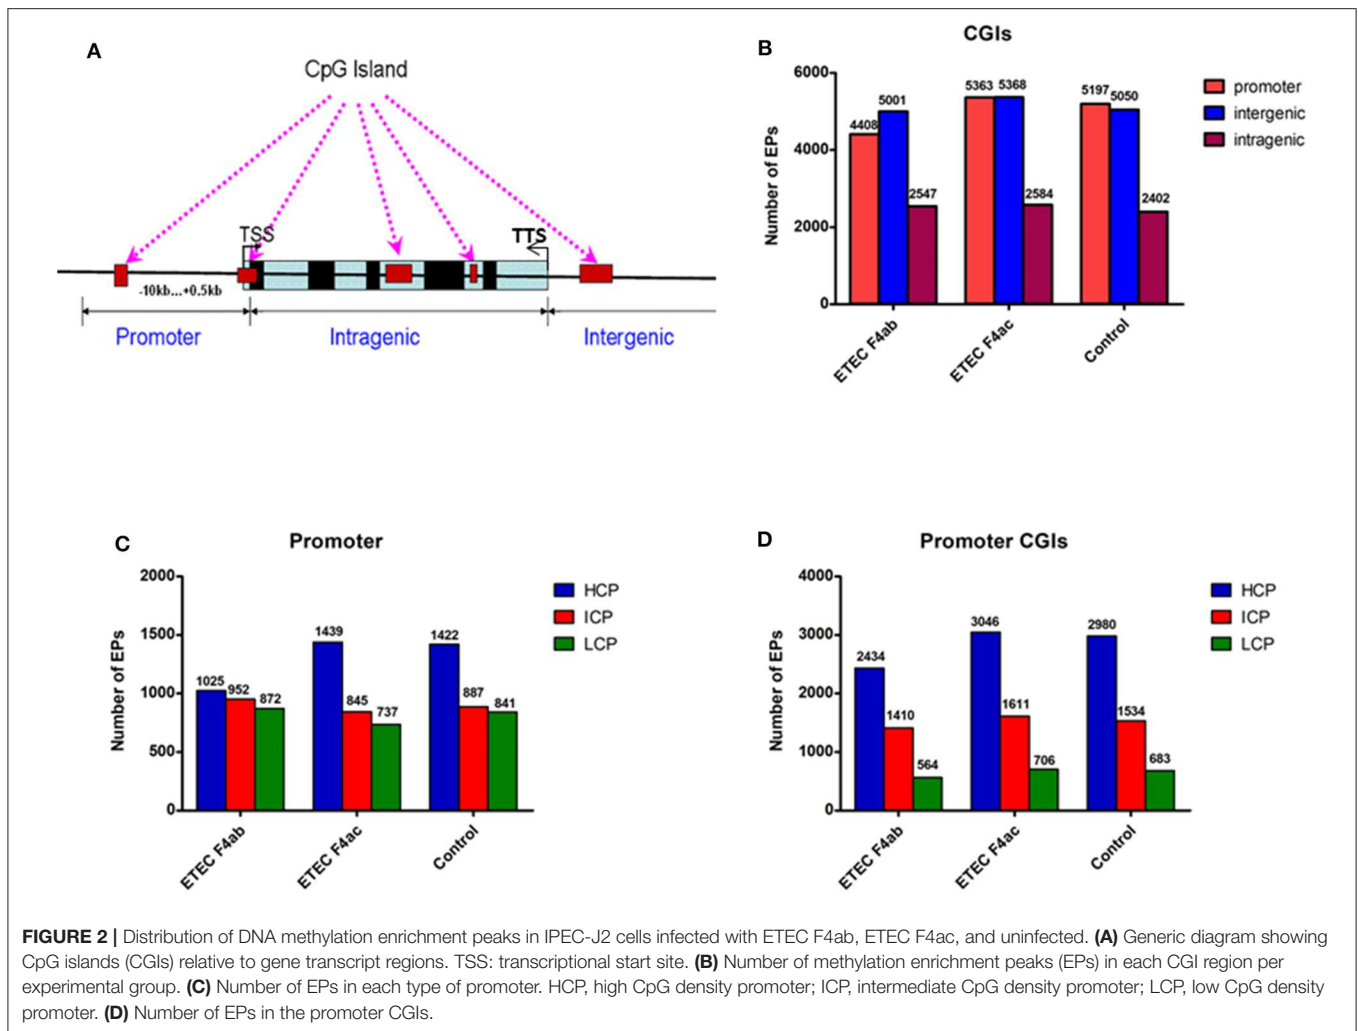 A
CpG Island
TSS
TTS
-10kb...+0.5kb
Promoter
Intragenic
Intergenic
B
CGIs
Number of EPs
6000
4000
2000
0
4408
5001
2547
5363
5368
2584
5197
5050
2402
ETEC F4ab
ETEC F4ac
Control
promoter
intergenic
intragenic
C
Promoter
Number of EPs
2000
1500
1000
500
0
1025
952
872
1439
845
737
1422
887
841
ETEC F4ab
ETEC F4ac
Control
HCP
ICP
LCP
D
Promoter CGIs
Number of EPs
4000
3000
2000
1000
0
2434
1410
564
3046
1611
706
2980
1534
683
ETEC F4ab
ETEC F4ac
Control
HCP
ICP
LCP
FIGURE 2 | Distribution of DNA methylation enrichment peaks in IPEC-J2 cells infected with ETEC F4ab, ETEC F4ac, and uninfected. (A) Generic diagram showing
CpG islands (CGIs) relative to gene transcript regions. TSS: transcriptional start site. (B) Number of methylation enrichment peaks (EPs) in each CGI region per
experimental group. (C) Number of EPs in each type of promoter. HCP, high CpG density promoter; ICP, intermediate CpG density promoter; LCP, low CpG density
promoter. (D) Number of EPs in the promoter CGIs.